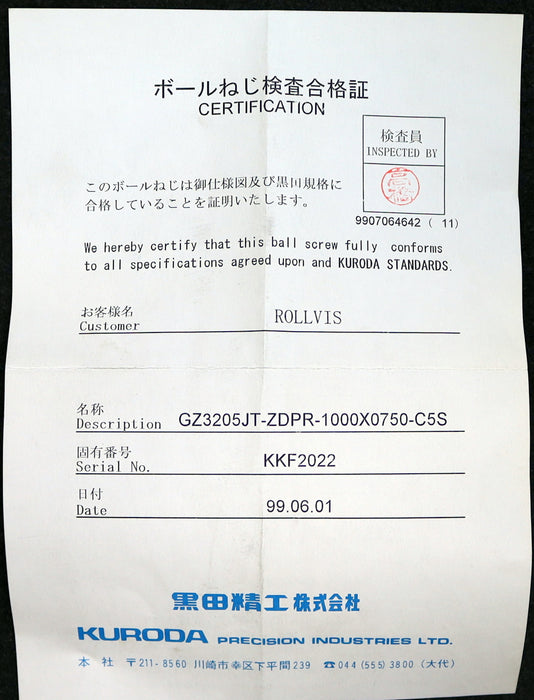 ボールねじ検査合格証
CERTIFICATION
検査員
INSPECTED BY
9907064642 ( 11)
このボールねじは御仕様図及び黒田規格に
合格していることを証明いたします。
We hereby certify that this ball screw fully conforms
to all specifications agreed upon and KURODA STANDARDS.
お客様名
Customer ROLLVIS
名称
Description GZ3205JT-ZDPR-1000X0750-C5S
固有番号
Serial No. KKF2022
日付
Date 99.06.01
黒田精工株式会社
KURODA PRECISION INDUSTRIES LTD.
本社 〒211-8560 川崎市幸区下平間239 ☎044(555)3800(大代)